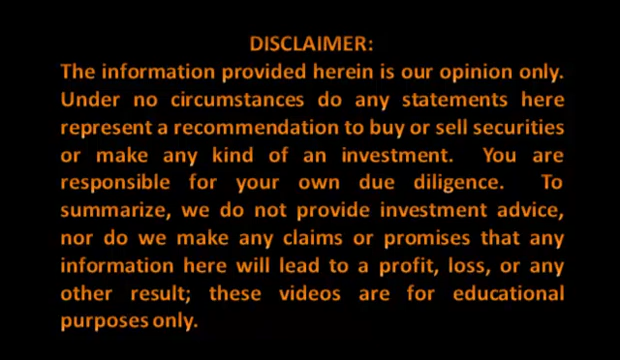 DISCLAIMER:
The information provided herein is our opinion only.
Under no circumstances do any statements here
represent a recommendation to buy or sell securities
or make any kind of an investment. You are
responsible for your own due diligence. To
summarize, we do not provide investment advice,
nor do we make any claims or promises that any
information here will lead to a profit, loss, or any
other result; these videos are for educational
purposes only.